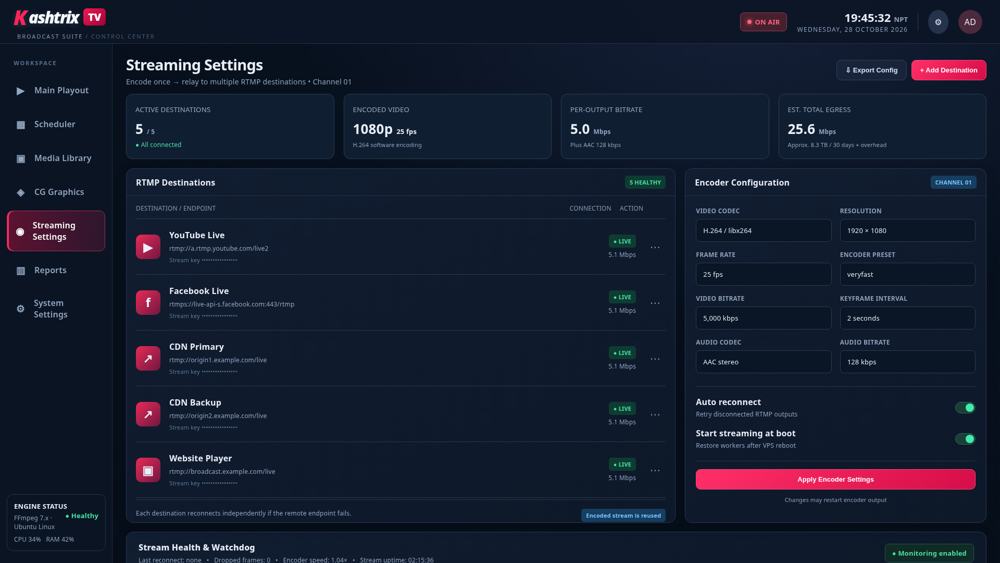 Kashtrix TV
BROADCAST SUITE / CONTROL CENTER
● ON AIR
19:45:32 NPT
WEDNESDAY, 28 OCTOBER 2026
AD
WORKSPACE
Main Playout
Scheduler
Media Library
CG Graphics
Streaming
Settings
Reports
System
Settings
ENGINE STATUS
FFmpeg 7.x ·
Ubuntu Linux
● Healthy
CPU 34% RAM 42%
Streaming Settings
Encode once → relay to multiple RTMP destinations • Channel 01
⇩ Export Config
+ Add Destination
ACTIVE DESTINATIONS
5 / 5
● All connected
ENCODED VIDEO
1080p 25 fps
H.264 software encoding
PER-OUTPUT BITRATE
5.0 Mbps
Plus AAC 128 kbps
EST. TOTAL EGRESS
25.6 Mbps
Approx. 8.3 TB / 30 days + overhead
RTMP Destinations
5 HEALTHY
DESTINATION / ENDPOINT CONNECTION ACTION
YouTube Live
rtmp://a.rtmp.youtube.com/live2
Stream key ••••••••••••••••
● LIVE
5.1 Mbps
···
f
Facebook Live
rtmps://live-api-s.facebook.com:443/rtmp
Stream key ••••••••••••••••
● LIVE
5.1 Mbps
···
CDN Primary
rtmp://origin1.example.com/live
Stream key ••••••••••••••••
● LIVE
5.1 Mbps
···
CDN Backup
rtmp://origin2.example.com/live
Stream key ••••••••••••••••
● LIVE
5.1 Mbps
···
Website Player
rtmp://broadcast.example.com/live
Stream key ••••••••••••••••
● LIVE
5.1 Mbps
···
Each destination reconnects independently if the remote endpoint fails.
Encoded stream is reused
Encoder Configuration
CHANNEL 01
VIDEO CODEC
H.264 / libx264
RESOLUTION
1920 × 1080
FRAME RATE
25 fps
ENCODER PRESET
veryfast
VIDEO BITRATE
5,000 kbps
KEYFRAME INTERVAL
2 seconds
AUDIO CODEC
AAC stereo
AUDIO BITRATE
128 kbps
Auto reconnect
Retry disconnected RTMP outputs
Start streaming at boot
Restore workers after VPS reboot
Apply Encoder Settings
Changes may restart encoder output
Stream Health & Watchdog
Last reconnect: none • Dropped frames: 0 • Encoder speed: 1.04× • Stream uptime: 02:15:36
● Monitoring enabled